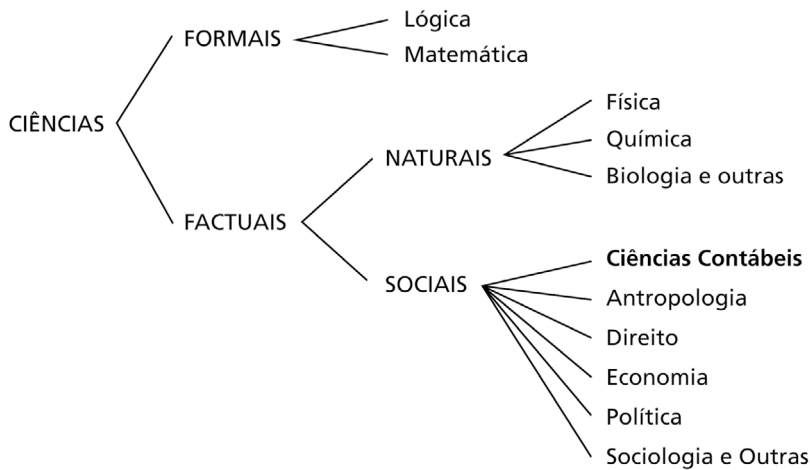 CIÊNCIAS
FORMAIS
Lógica
Matemática
FACTUAIS
NATURAIS
Física
Química
Biologia e outras
SOCIAIS
Ciências Contábeis
Antropologia
Direito
Economia
Política
Sociologia e Outras